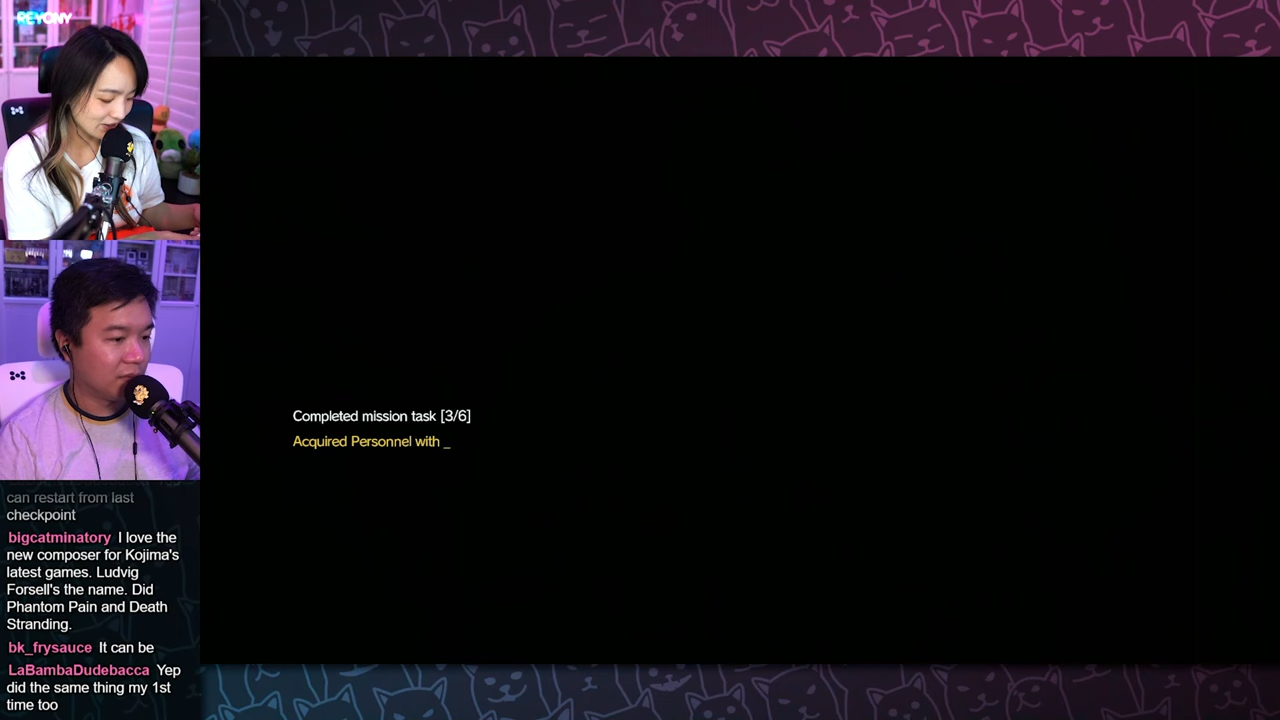 REYONY
Completed mission task [3/6]
Acquired Personnel with _
can restart from last
checkpoint
bigcatminatory I love the
new composer for Kojima's
latest games. Ludvig
Forsell's the name. Did
Phantom Pain and Death
Stranding.
bk_frysauce It can be
LaBambaDudebacca Yep
did the same thing my 1st
time too